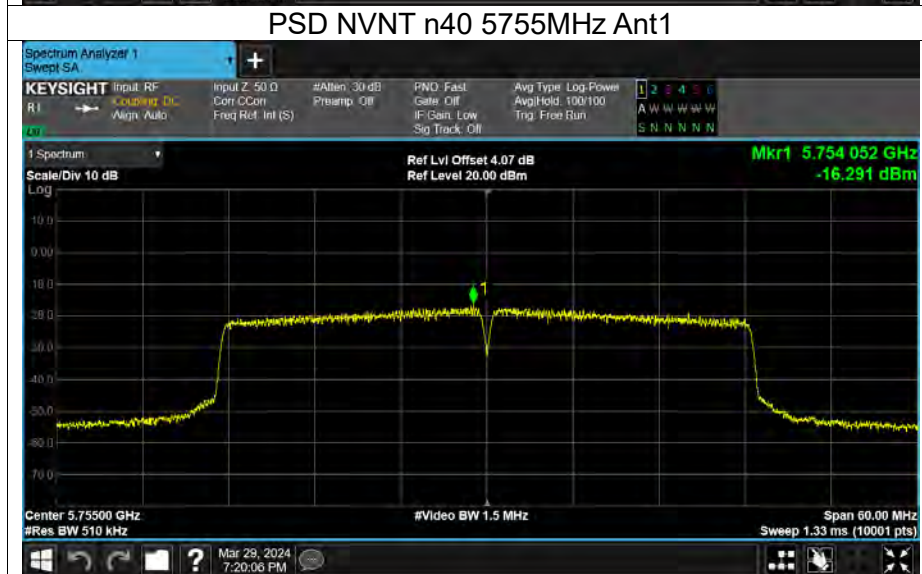 PSD NVNT n40 5755MHz Ant1
Spectrum Analyzer 1
Swept SA
+
KEYSIGHT Input: RF
Coupling: DC
Align: Auto
Input Z: 50 Ω
Corr CCorr
Freq Ref: Int (S)
#Atten: 30 dB
Preamp: Off
PNO: Fast
Gate: Off
IF Gain: Low
Sig Track: Off
Avg Type: Log-Power
Avg|Hold: 100/100
Trig: Free Run
1 2 3 4 5 6
A W W W W W
S N N N N N
1 Spectrum
Scale/Div 10 dB
Ref Lvl Offset 4.07 dB
Ref Level 20.00 dBm
Mkr1 5.754 052 GHz
-16.291 dBm
Log
10.0
0.00
-10.0
-20.0
-30.0
-40.0
-50.0
-60.0
-70.0
1
Center 5.75500 GHz
#Res BW 510 kHz
#Video BW 1.5 MHz
Span 60.00 MHz
Sweep 1.33 ms (10001 pts)
?
Mar 29, 2024
7:20:06 PM